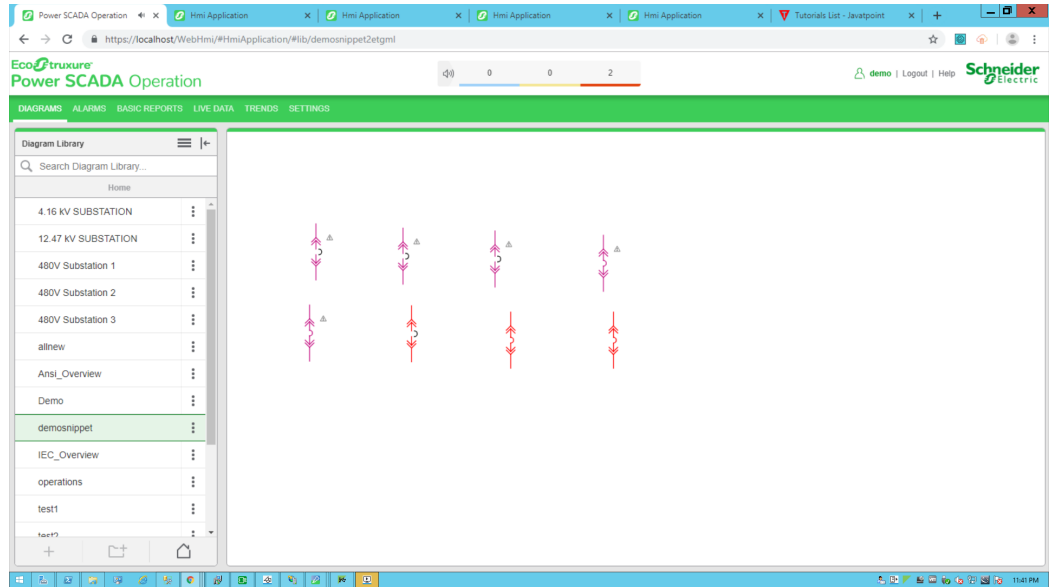 Power SCADA Operation
Hmi Application
Hmi Application
Hmi Application
Hmi Application
Tutorials List - Javatpoint
https://localhost/WebHmi/#HmiApplication/#lib/demosnippet2etgml
EcoStruxure
Power SCADA Operation
0 0 2
demo | Logout | Help
Schneider
Electric
DIAGRAMS ALARMS BASIC REPORTS LIVE DATA TRENDS SETTINGS
Diagram Library
Search Diagram Library...
Home
4.16 kV SUBSTATION
12.47 kV SUBSTATION
480V Substation 1
480V Substation 2
480V Substation 3
allnew
Ansi_Overview
Demo
demosnippet
IEC_Overview
operations
test1
test2
11:41 PM